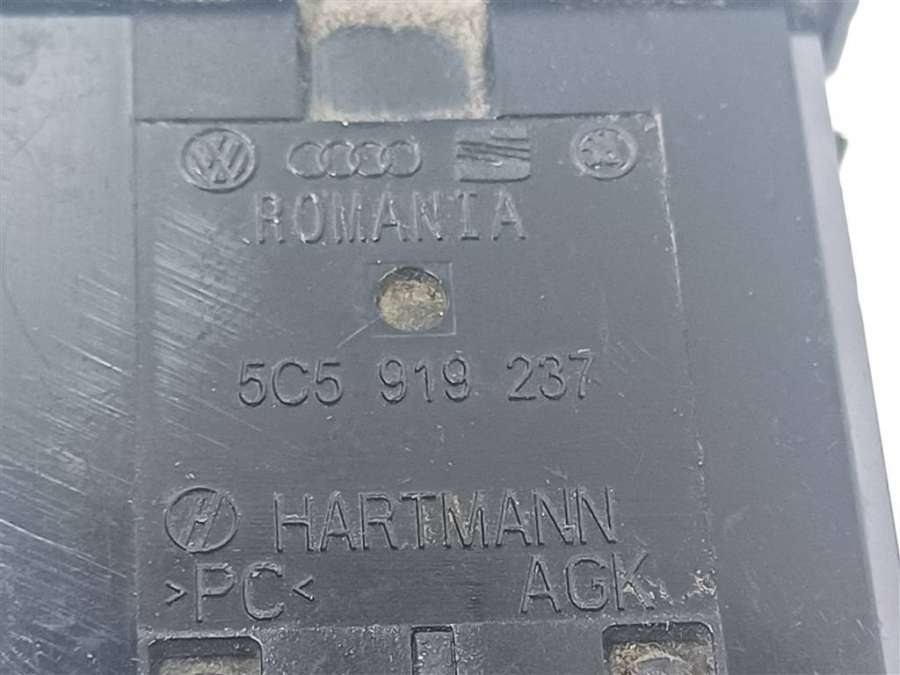 ROMANIA
5C5 919 237
HARTMANN
>PC< AGK